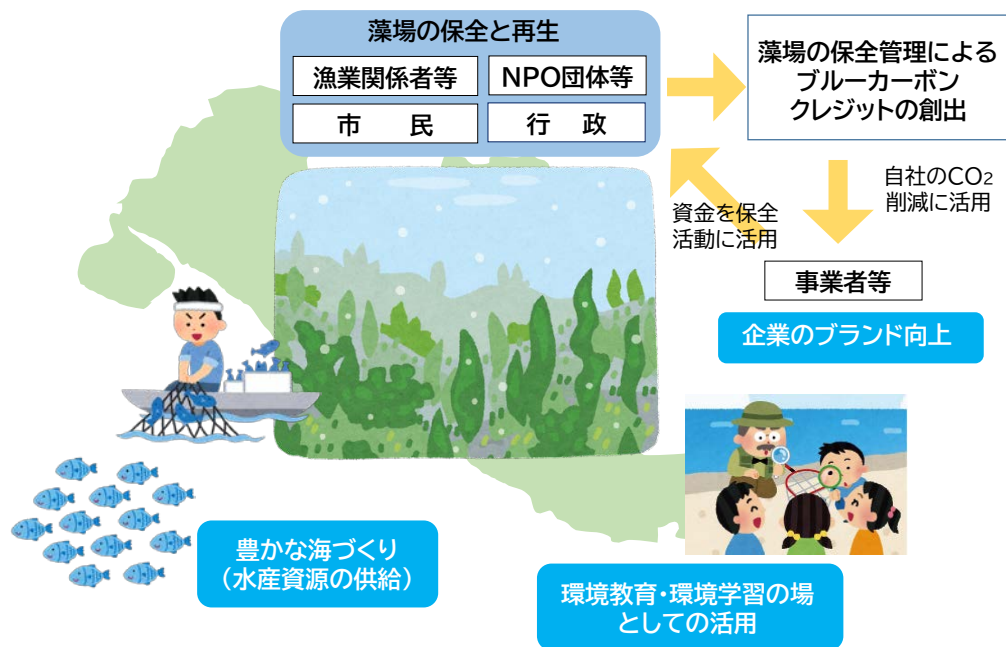 藻場の保全と再生
漁業関係者等
NPO団体等
市　民
行　政
藻場の保全管理による
ブルーカーボン
クレジットの創出
自社のCO₂
削減に活用
資金を保全
活動に活用
事業者等
企業のブランド向上
豊かな海づくり
（水産資源の供給）
環境教育・環境学習の場
としての活用